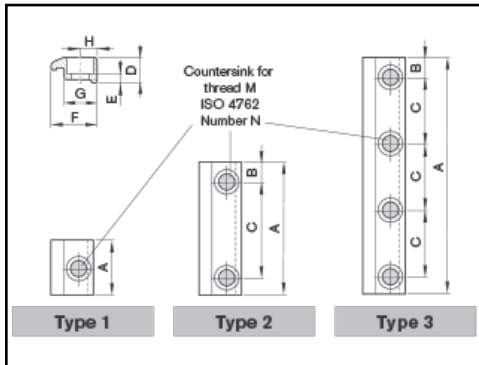 H
D
E
G
F
Countersink for
thread M
ISO 4762
Number N
A
B
C
A
B
C
C
C
A
Type 1
Type 2
Type 3